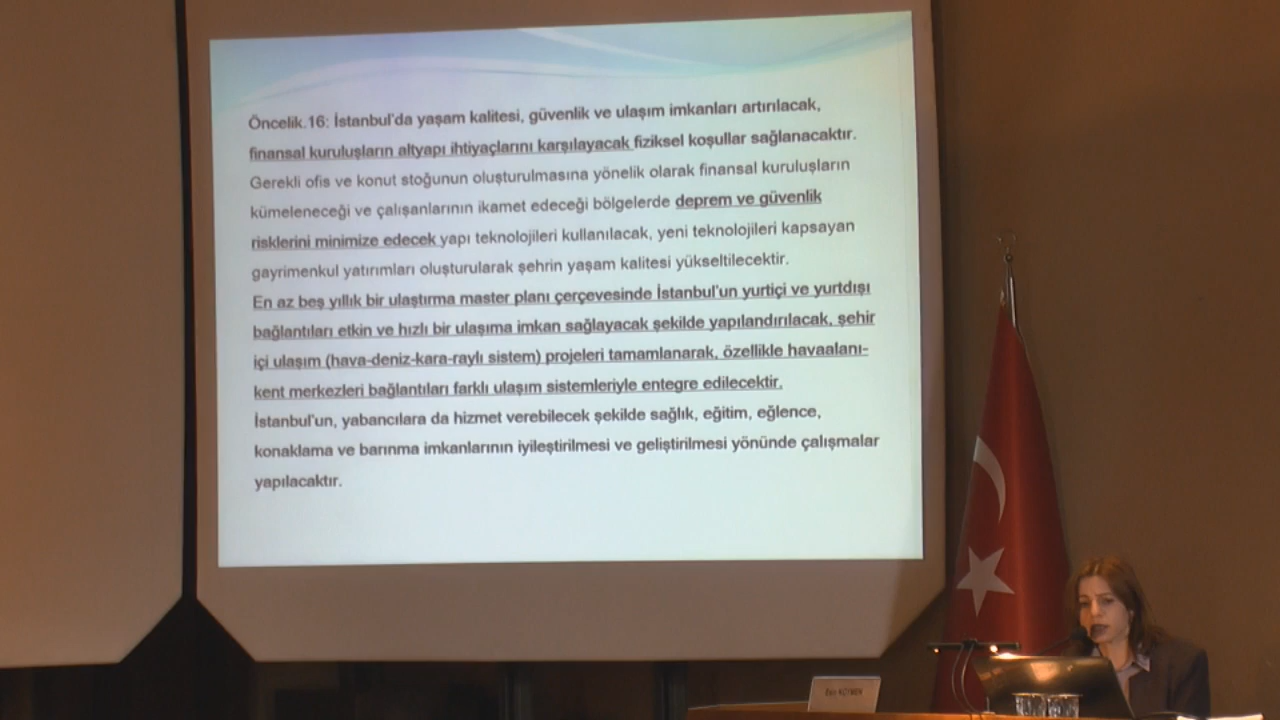 Öncelik.16: İstanbul'da yaşam kalitesi, güvenlik ve ulaşım imkanları artırılacak,
finansal kuruluşların altyapı ihtiyaçlarını karşılayacak fiziksel koşullar sağlanacaktır.
Gerekli ofis ve konut stoğunun oluşturulmasına yönelik olarak finansal kuruluşların
kümeleneceği ve çalışanlarının ikamet edeceği bölgelerde deprem ve güvenlik
risklerini minimize edecek yapı teknolojileri kullanılacak, yeni teknolojileri kapsayan
gayrimenkul yatırımları oluşturularak şehrin yaşam kalitesi yükseltilecektir.
En az beş yıllık bir ulaştırma master planı çerçevesinde İstanbul'un yurtiçi ve yurtdışı
bağlantıları etkin ve hızlı bir ulaşıma imkan sağlayacak şekilde yapılandırılacak, şehir
içi ulaşım (hava-deniz-kara-raylı sistem) projeleri tamamlanarak, özellikle havaalanı-
kent merkezleri bağlantıları farklı ulaşım sistemleriyle entegre edilecektir.
İstanbul'un, yabancılara da hizmet verebilecek şekilde sağlık, eğitim, eğlence,
konaklama ve barınma imkanlarının iyileştirilmesi ve geliştirilmesi yönünde çalışmalar
yapılacaktır.